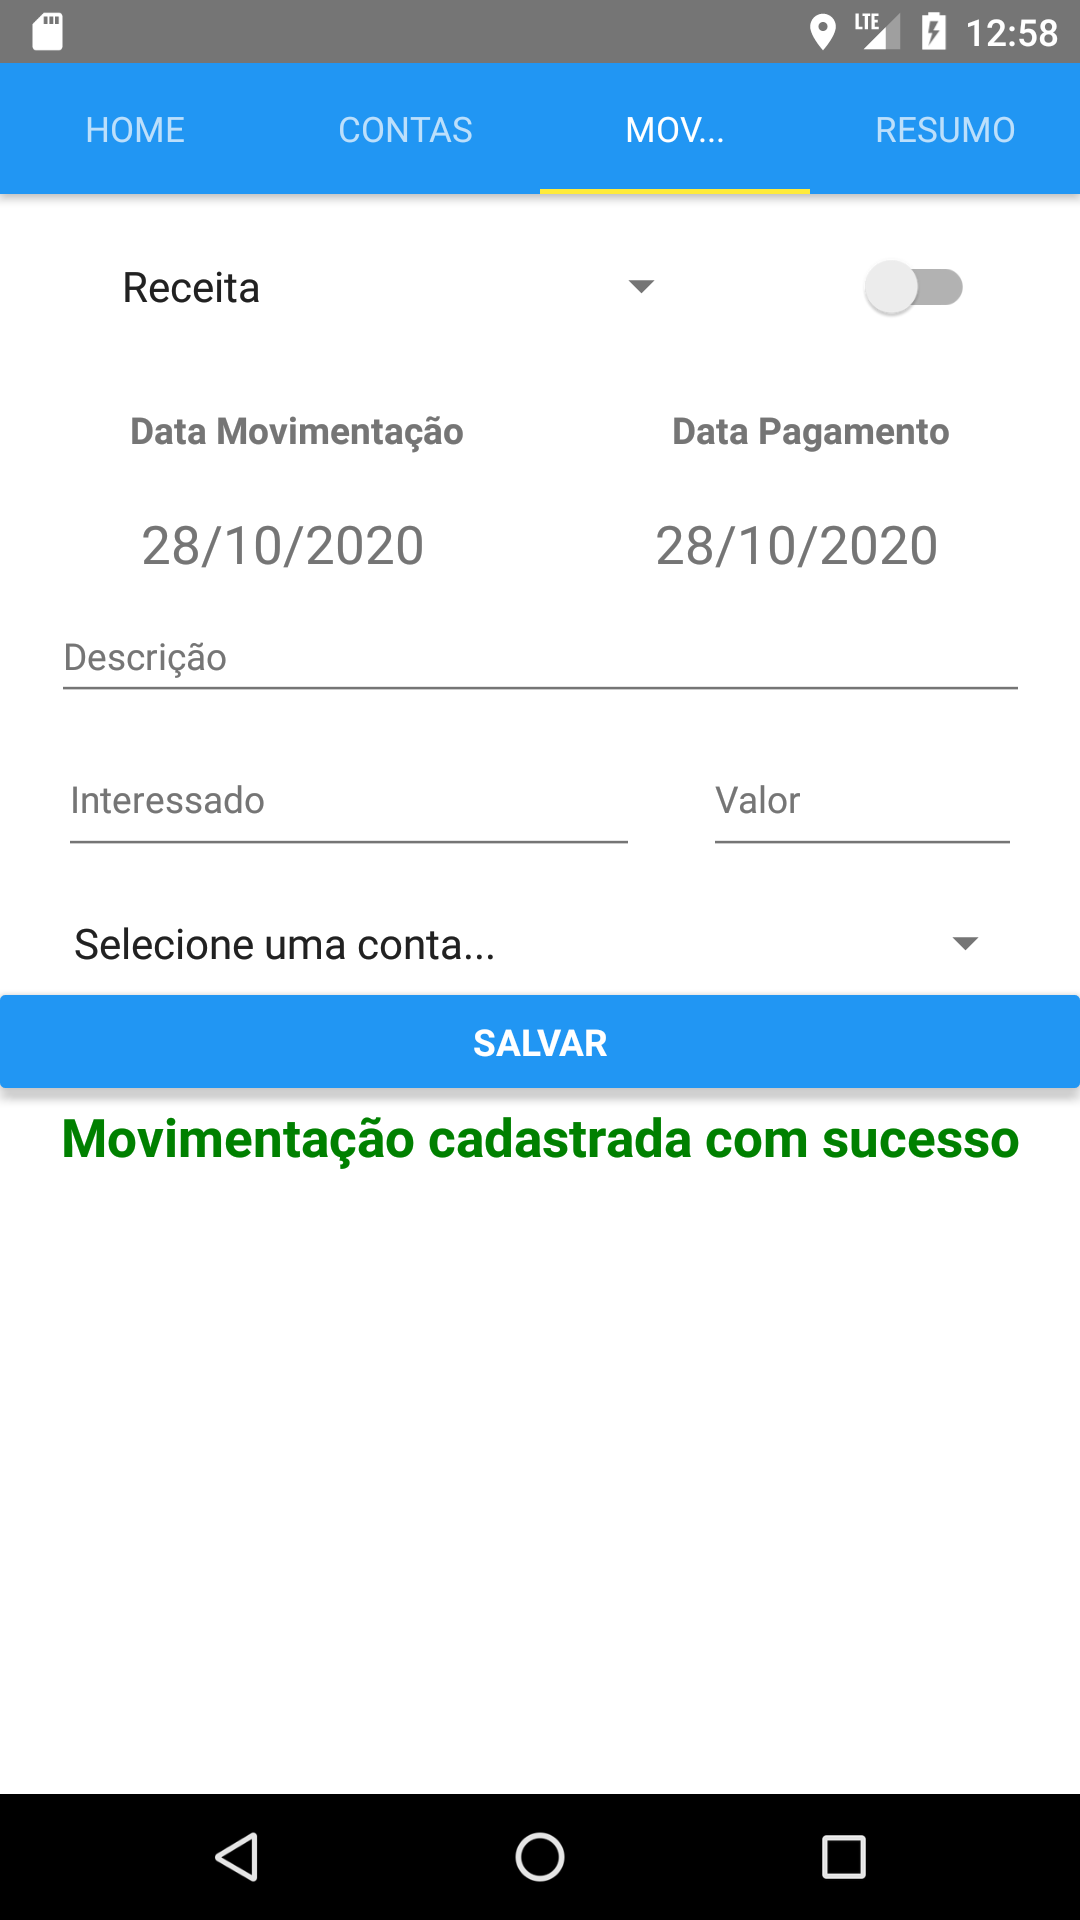 LTE 12:58
HOME CONTAS MOV... RESUMO
Receita
Data Movimentação Data Pagamento
28/10/2020 28/10/2020
Descrição
Interessado Valor
Selecione uma conta...
SALVAR
Movimentação cadastrada com sucesso